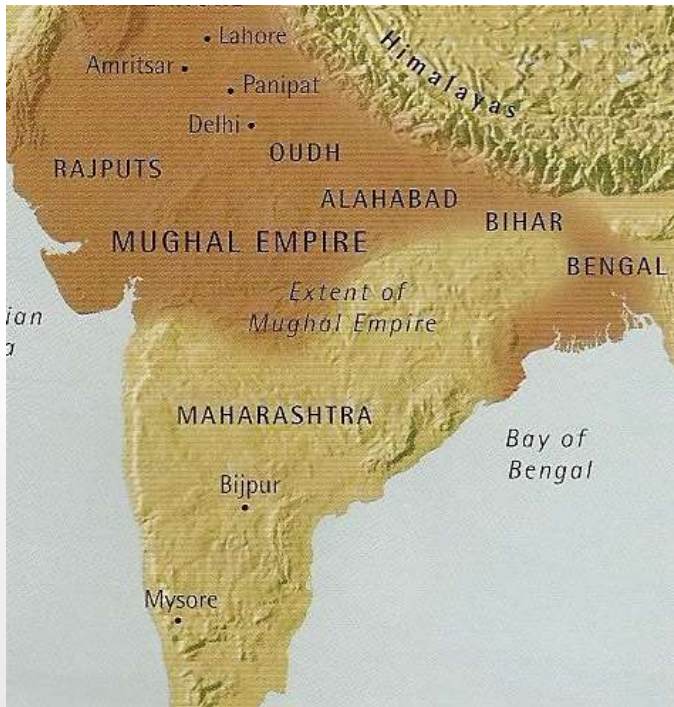 Lahore
Amritsar
Panipat
Delhi
Himalayas
OUDH
RAJPUTS
ALAHABAD
BIHAR
MUGHAL EMPIRE
BENGAL
Extent of
Mughal Empire
ian
a
MAHARASHTRA
Bay of
Bengal
Bijpur
Mysore